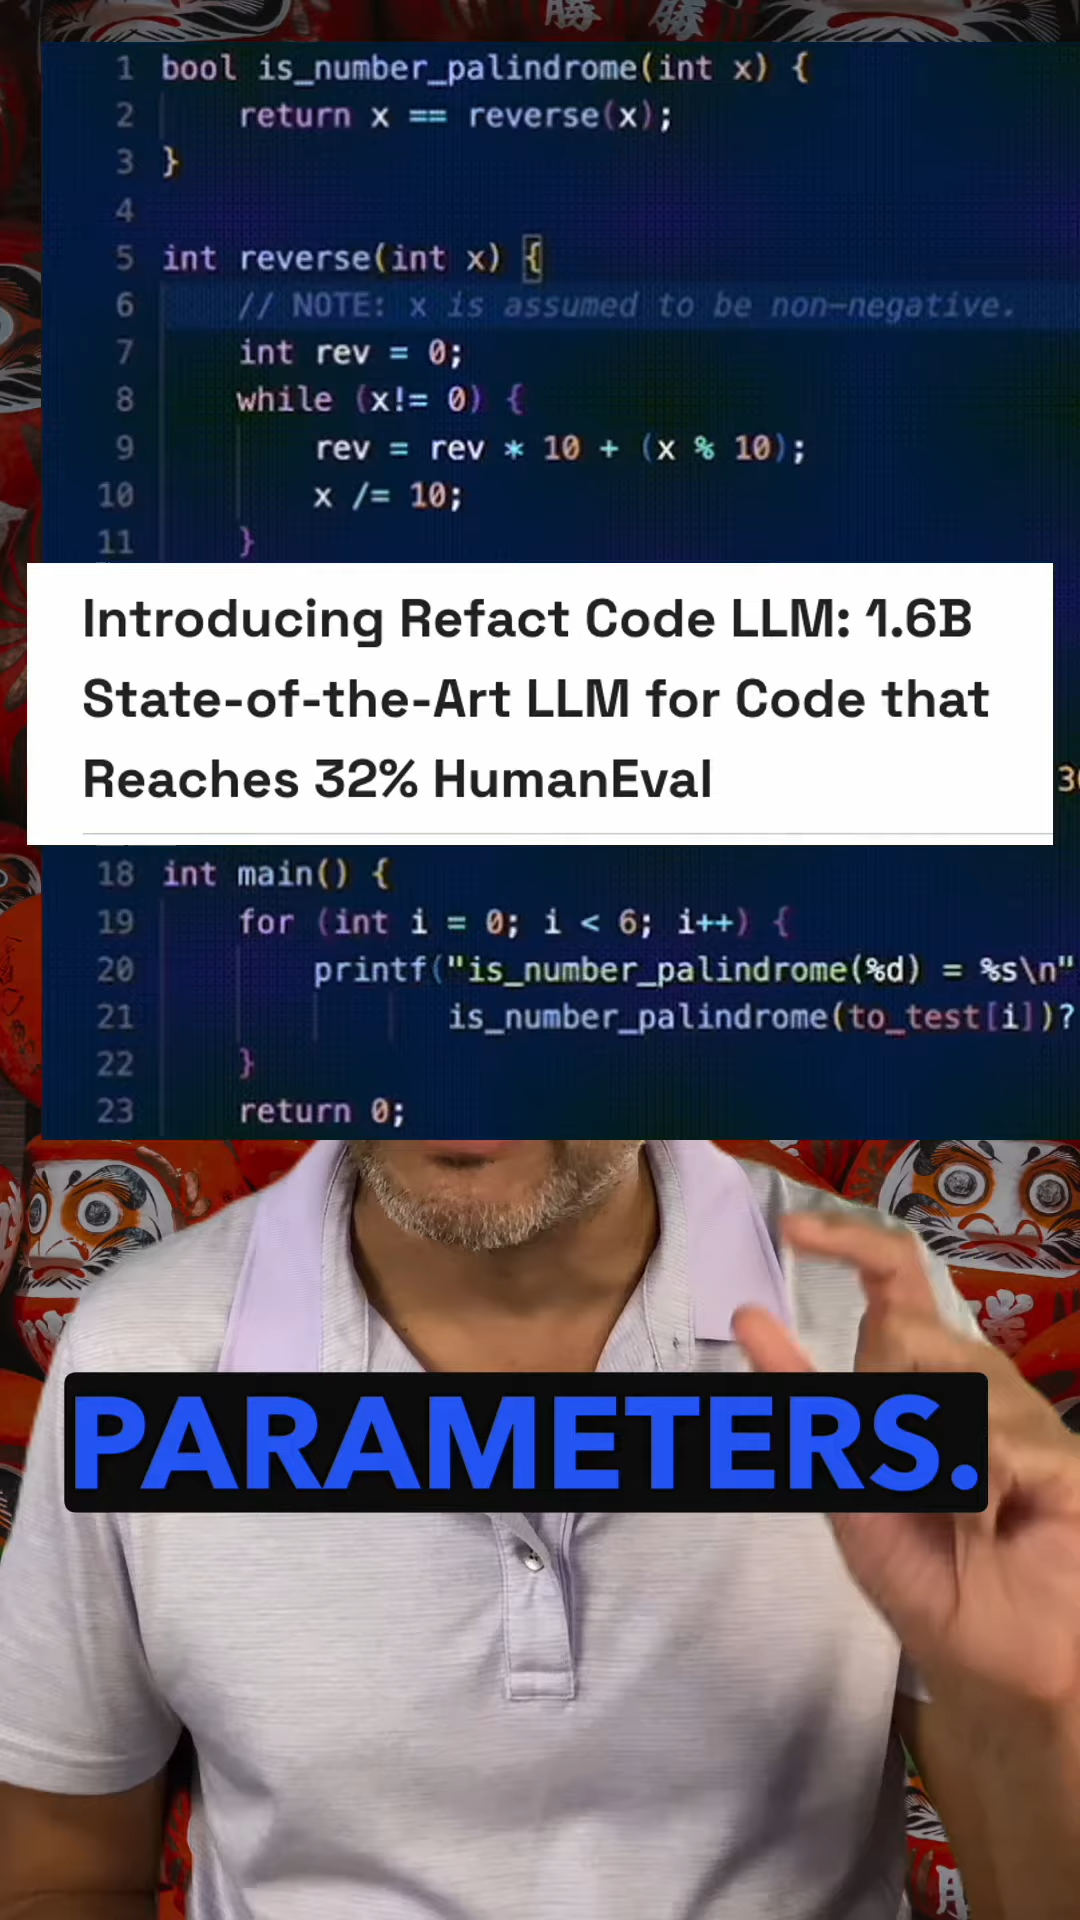 勝 勝
1 bool is_number_palindrome(int x) {
2 return x == reverse(x);
3 }
4
5 int reverse(int x) {
6 // NOTE: x is assumed to be non-negative.
7 int rev = 0;
8 while (x!= 0) {
9 rev = rev * 10 + (x % 10);
10 x /= 10;
11 }
Introducing Refact Code LLM: 1.6B
State-of-the-Art LLM for Code that
Reaches 32% HumanEval
18 int main() {
19 for (int i = 0; i < 6; i++) {
20 printf("is_number_palindrome(%d) = %s\n"
21 is_number_palindrome(to_test[i])?
22 }
23 return 0;
PARAMETERS.